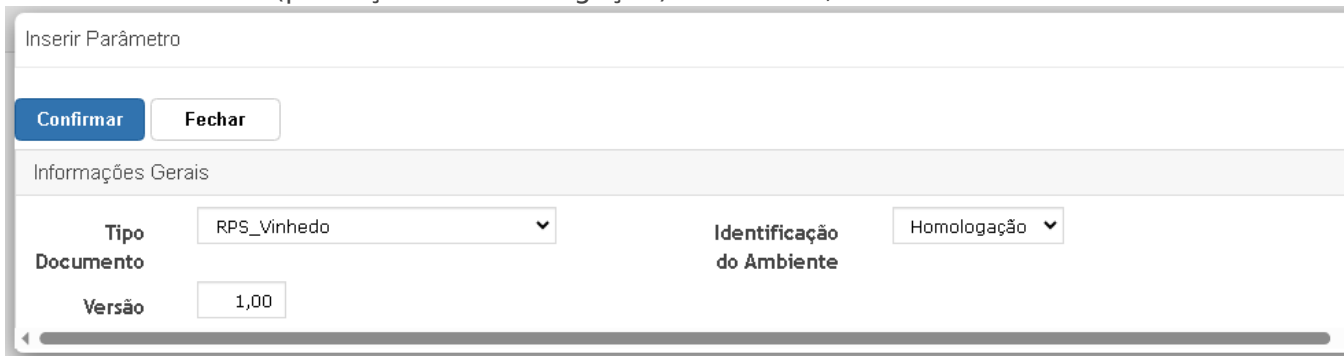 Inserir Parâmetro
Confirmar Fechar
Informações Gerais
Tipo Documento RPS_Vinhedo Identificação do Ambiente Homologação
Versão 1,00